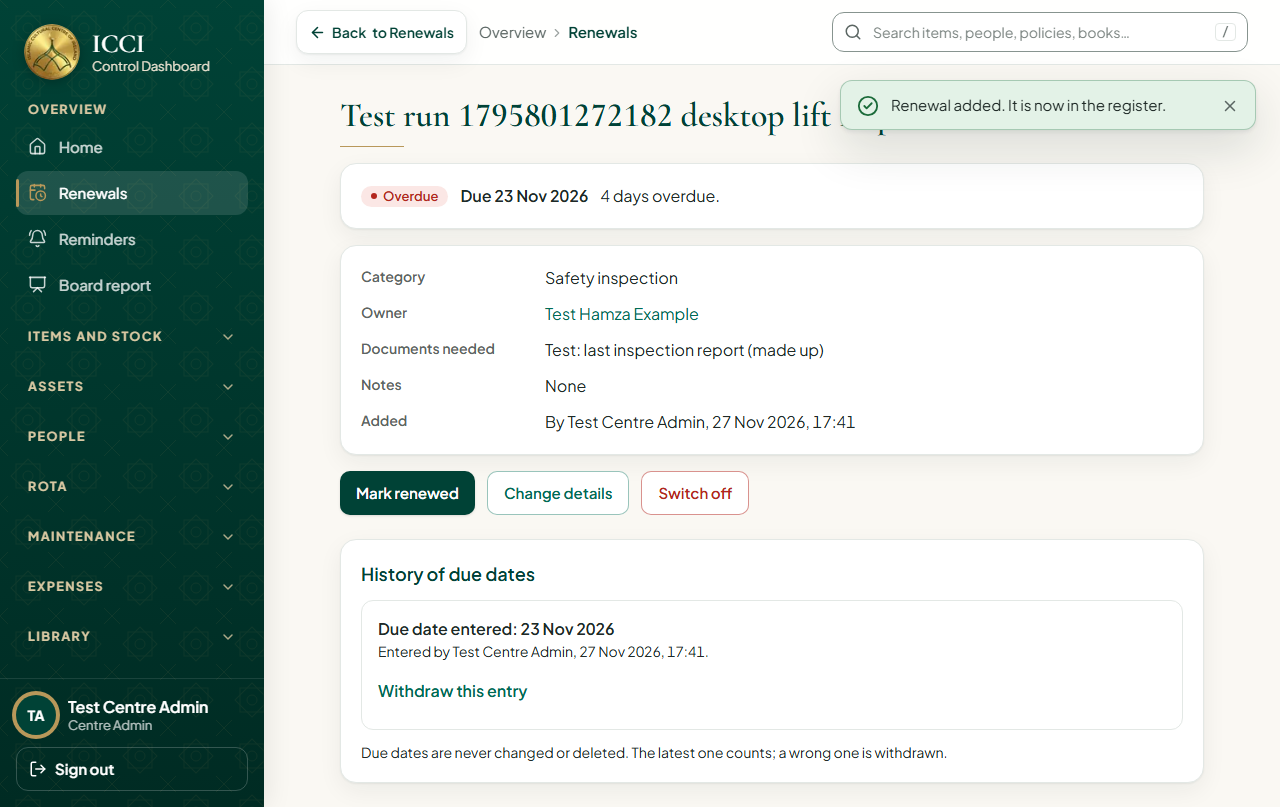 ICCI
Control Dashboard
OVERVIEW
Home
Renewals
Reminders
Board report
ITEMS AND STOCK
ASSETS
PEOPLE
ROTA
MAINTENANCE
EXPENSES
LIBRARY
TA
Test Centre Admin
Centre Admin
Sign out
Back to Renewals
Overview > Renewals
Search items, people, policies, books...
/
Renewal added. It is now in the register.
Test run 1795801272182 desktop lift
Overdue Due 23 Nov 2026 4 days overdue.
Category Safety inspection
Owner Test Hamza Example
Documents needed Test: last inspection report (made up)
Notes None
Added By Test Centre Admin, 27 Nov 2026, 17:41
Mark renewed
Change details
Switch off
History of due dates
Due date entered: 23 Nov 2026
Entered by Test Centre Admin, 27 Nov 2026, 17:41.
Withdraw this entry
Due dates are never changed or deleted. The latest one counts; a wrong one is withdrawn.